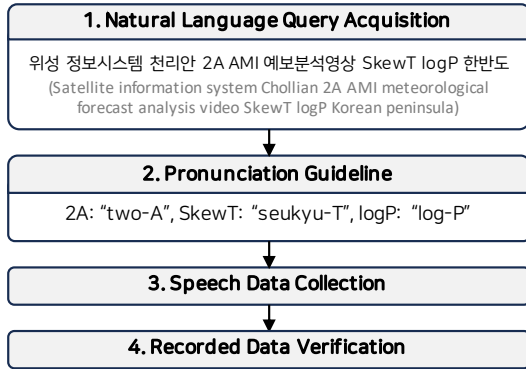 1. Natural Language Query Acquisition
위성 정보시스템 천리안 2A AMI 예보분석영상 SkewT logP 한반도
(Satellite information system Chollian 2A AMI meteorological
forecast analysis video SkewT logP Korean peninsula)
2. Pronunciation Guideline
2A: “two-A”, SkewT: “seukyu-T”, logP: “log-P”
3. Speech Data Collection
4. Recorded Data Verification